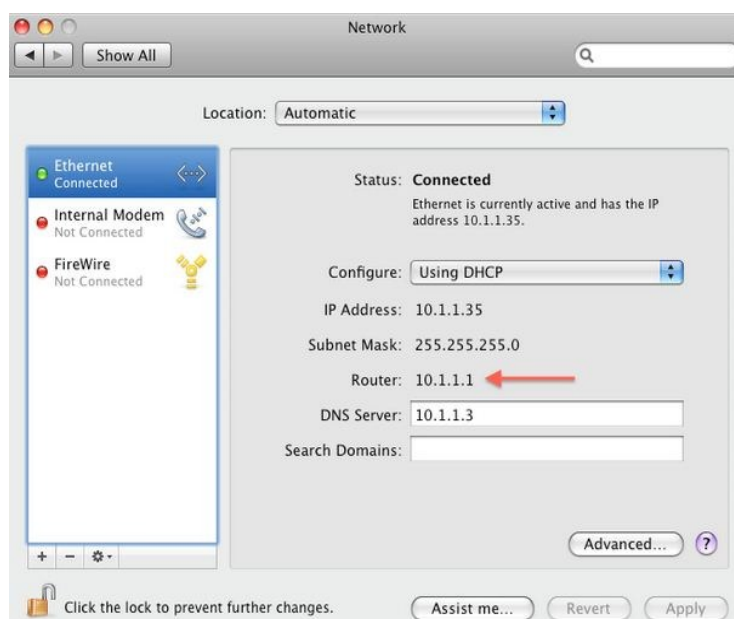 Network
Show All
Location: Automatic
Ethernet
Connected
Internal Modem
Not Connected
FireWire
Not Connected
Status: Connected
Ethernet is currently active and has the IP
address 10.1.1.35.
Configure: Using DHCP
IP Address: 10.1.1.35
Subnet Mask: 255.255.255.0
Router: 10.1.1.1
DNS Server: 10.1.1.3
Search Domains:
Advanced... ?
+ −
Click the lock to prevent further changes.
Assist me... Revert Apply